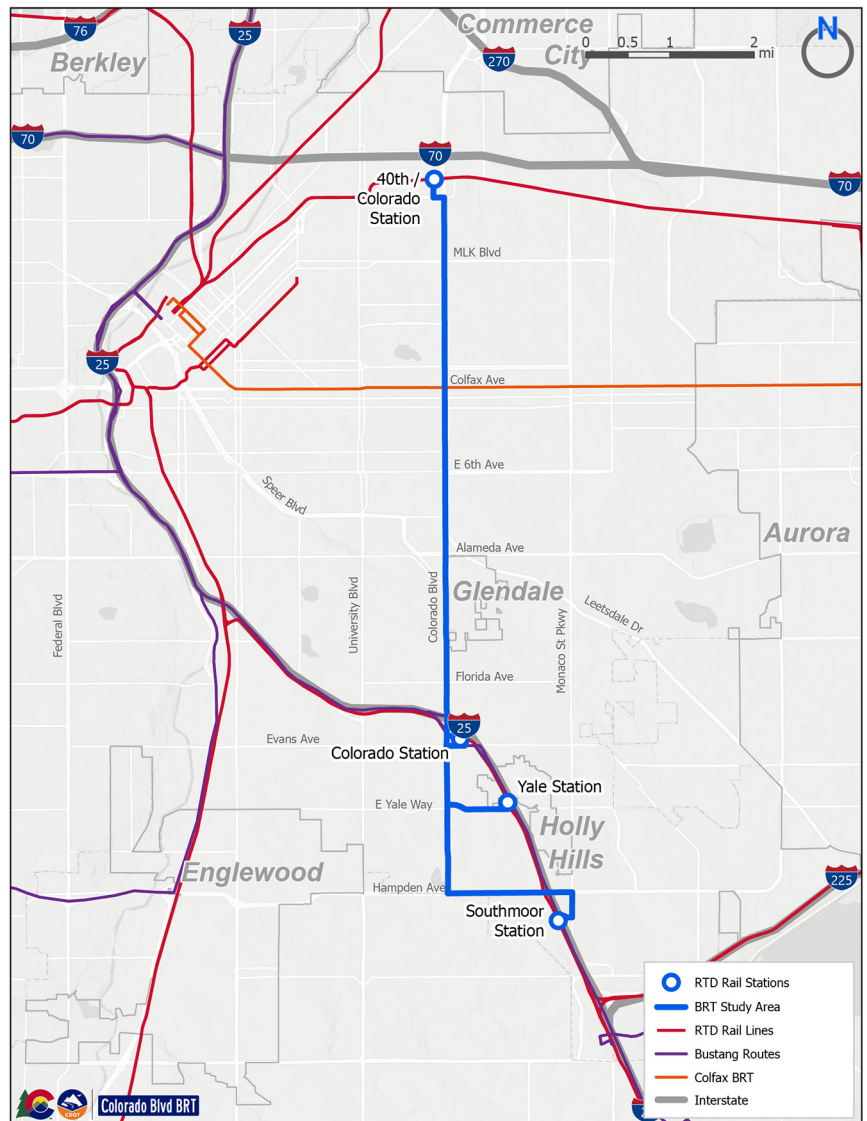 76
25
Commerce
City
N
0 0.5 1 2
mi
270
Berkley
70
70
70
40th /
Colorado
Station
MLK Blvd
25
Colfax Ave
E 6th Ave
Speer Blvd
Alameda Ave
Aurora
Glendale
Federal Blvd
University Blvd
Colorado Blvd
Monaco St Pkwy
Leetsdale Dr
Florida Ave
25
Evans Ave
Colorado Station
Yale Station
E Yale Way
Holly
Hills
Englewood
Hampden Ave
225
Southmoor
Station
RTD Rail Stations
BRT Study Area
RTD Rail Lines
Bustang Routes
Colfax BRT
Interstate
CDOT
Colorado Blvd BRT